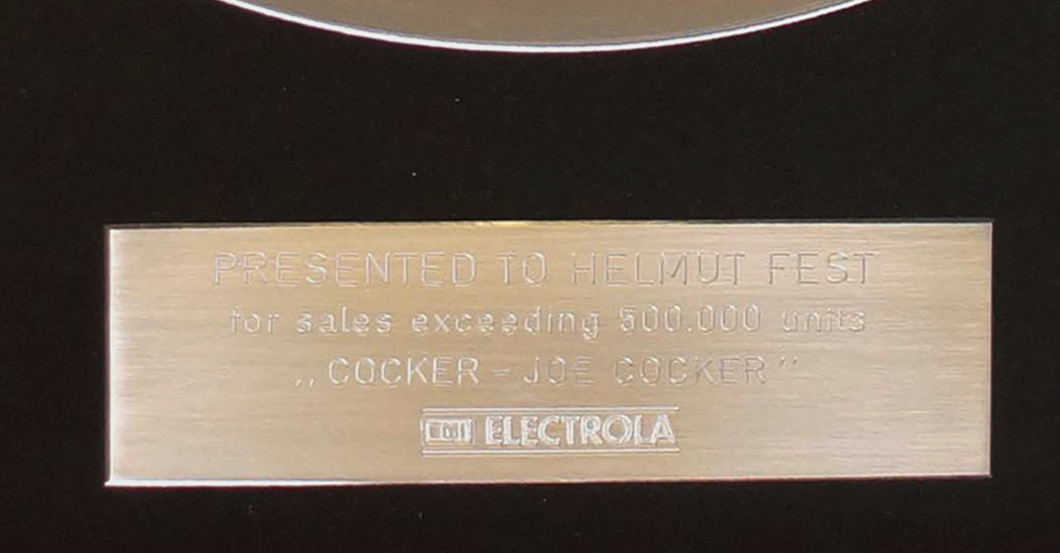 PRESENTED TO HELMUT FEST
for sales exceeding 500.000 units
„ COCKER – JOE COCKER "
EMI ELECTROLA